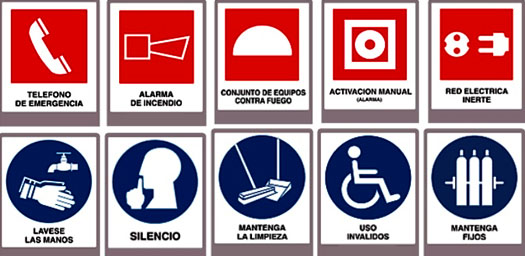 TELEFONO
DE EMERGENCIA
ALARMA
DE INCENDIO
CONJUNTO DE EQUIPOS
CONTRA FUEGO
ACTIVACION MANUAL
(ALARMA)
RED ELECTRICA
INERTE
LAVESE
LAS MANOS
SILENCIO
MANTENGA
LA LIMPIEZA
USO
INVALIDOS
MANTENGA
FIJOS